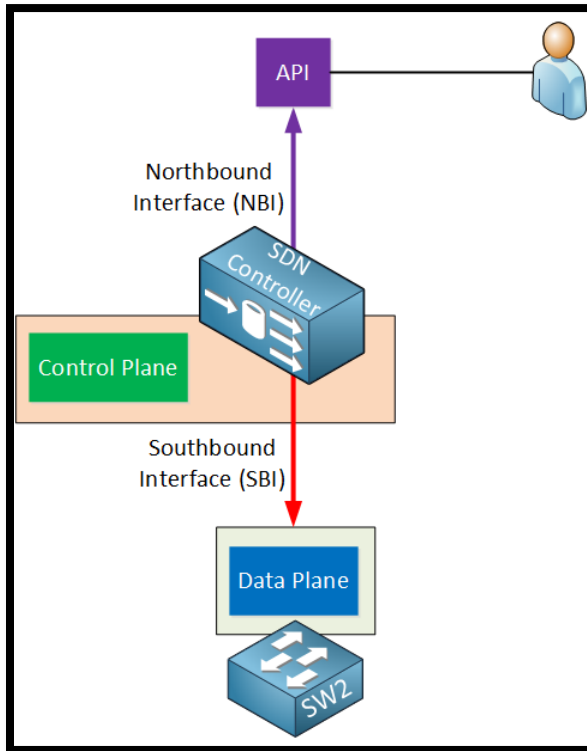 API
Northbound
Interface (NBI)
SDN
Controller
Control Plane
Southbound
Interface (SBI)
Data Plane
SW2